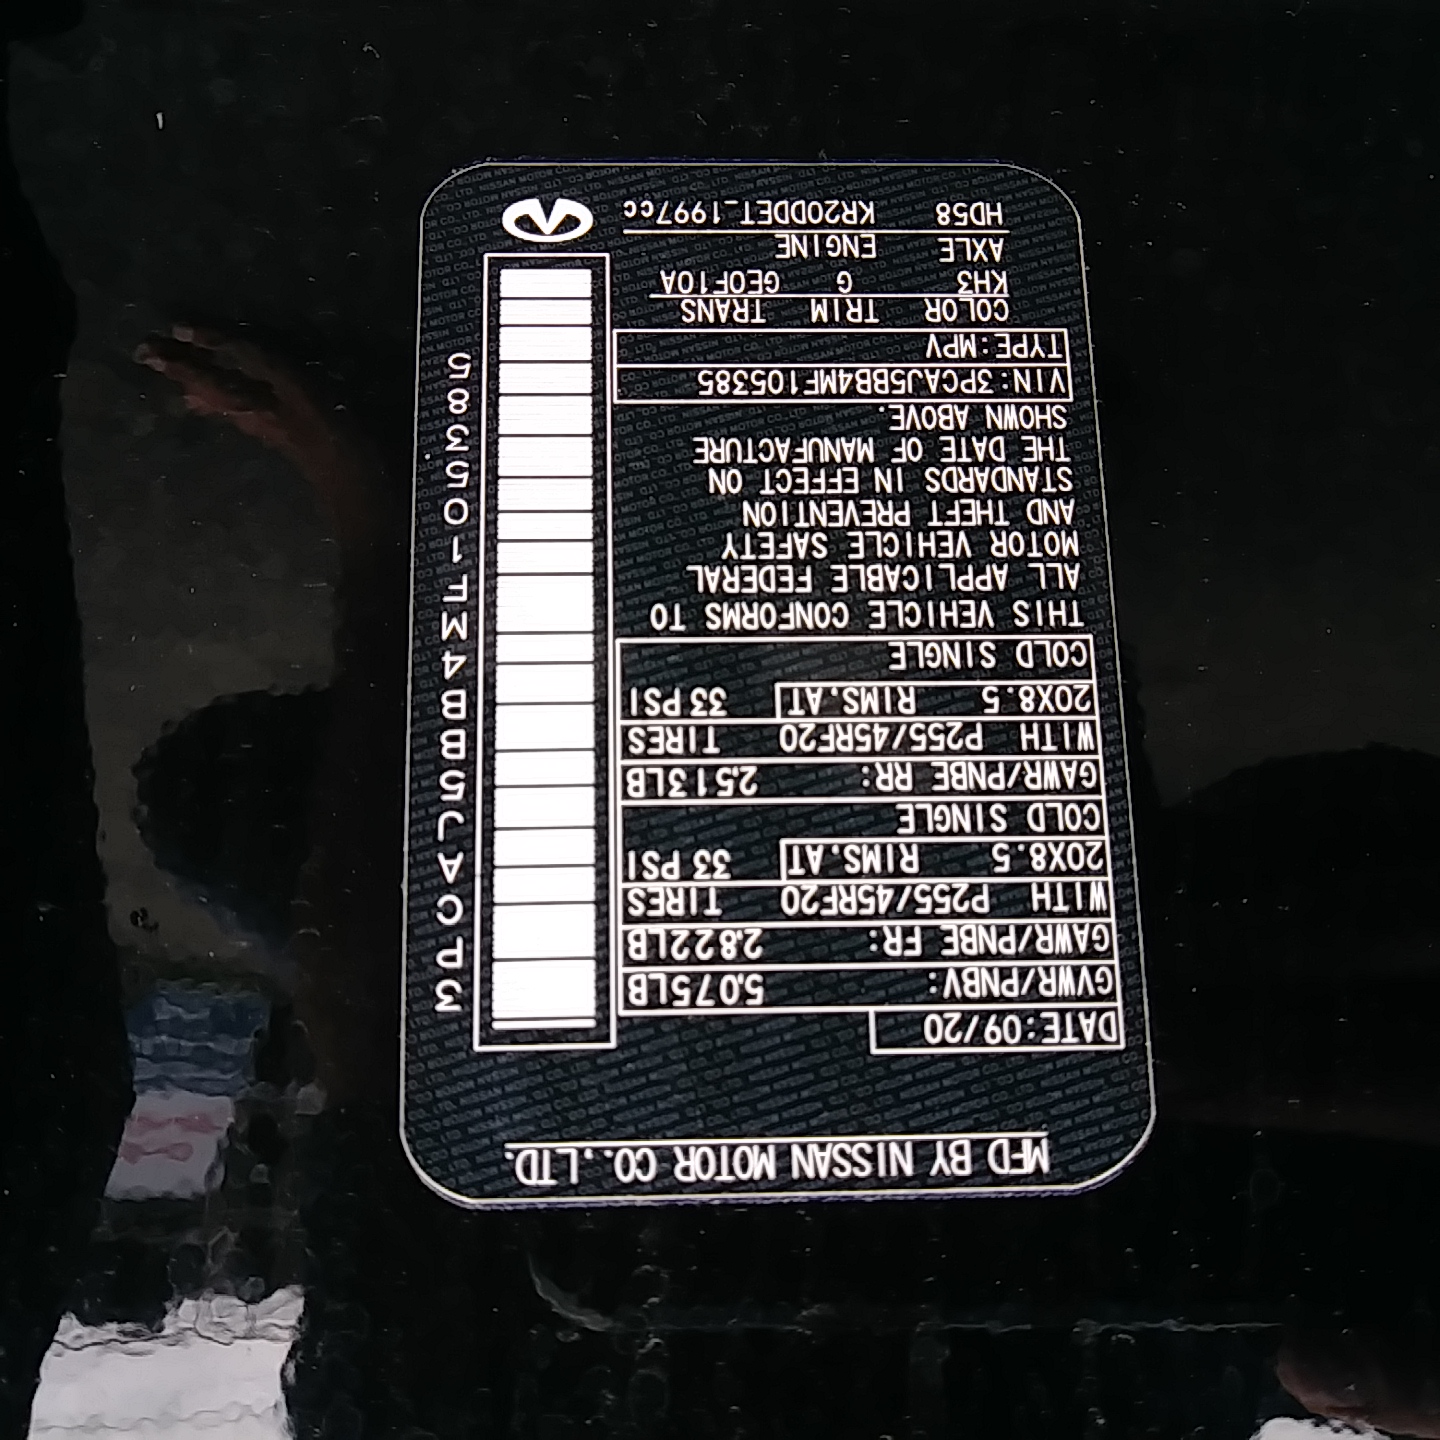 MFD BY NISSAN MOTOR CO.,LTD.
DATE:09/20
GVWR/PNBV: 5,075LB
GAWR/PNBE FR: 2,822LB
WITH P255/45RF20 TIRES
20X8.5 RIMS,AT 33 PSI
COLD SINGLE
GAWR/PNBE RR: 2,513LB
WITH P255/45RF20 TIRES
20X8.5 RIMS,AT 33 PSI
COLD SINGLE
THIS VEHICLE CONFORMS TO
ALL APPLICABLE FEDERAL
MOTOR VEHICLE SAFETY
AND THEFT PREVENTION
STANDARDS IN EFFECT ON
THE DATE OF MANUFACTURE
SHOWN ABOVE.
VIN:3PCAJ5BB4MF105385
TYPE:MPV
COLOR TRIM TRANS
KH3 G GE0F10A
AXLE ENGINE
HD58 KR20DDET_1997cc
3PCAJ5BB4MF105385